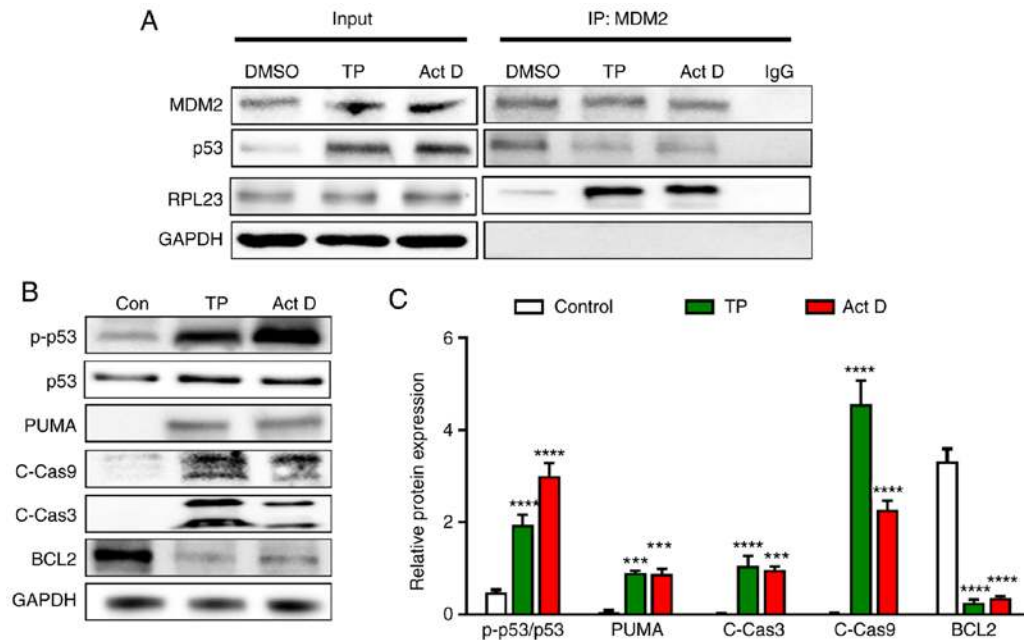 A
Input
IP: MDM2
DMSO TP Act D DMSO TP Act D IgG
MDM2
p53
RPL23
GAPDH
B
Con TP Act D
p-p53
p53
PUMA
C-Cas9
C-Cas3
BCL2
GAPDH
C
Control TP Act D
Relative protein expression
6
4
2
0
**** ****
*** ***
**** ***
**** ****
**** ****
p-p53/p53 PUMA C-Cas3 C-Cas9 BCL2